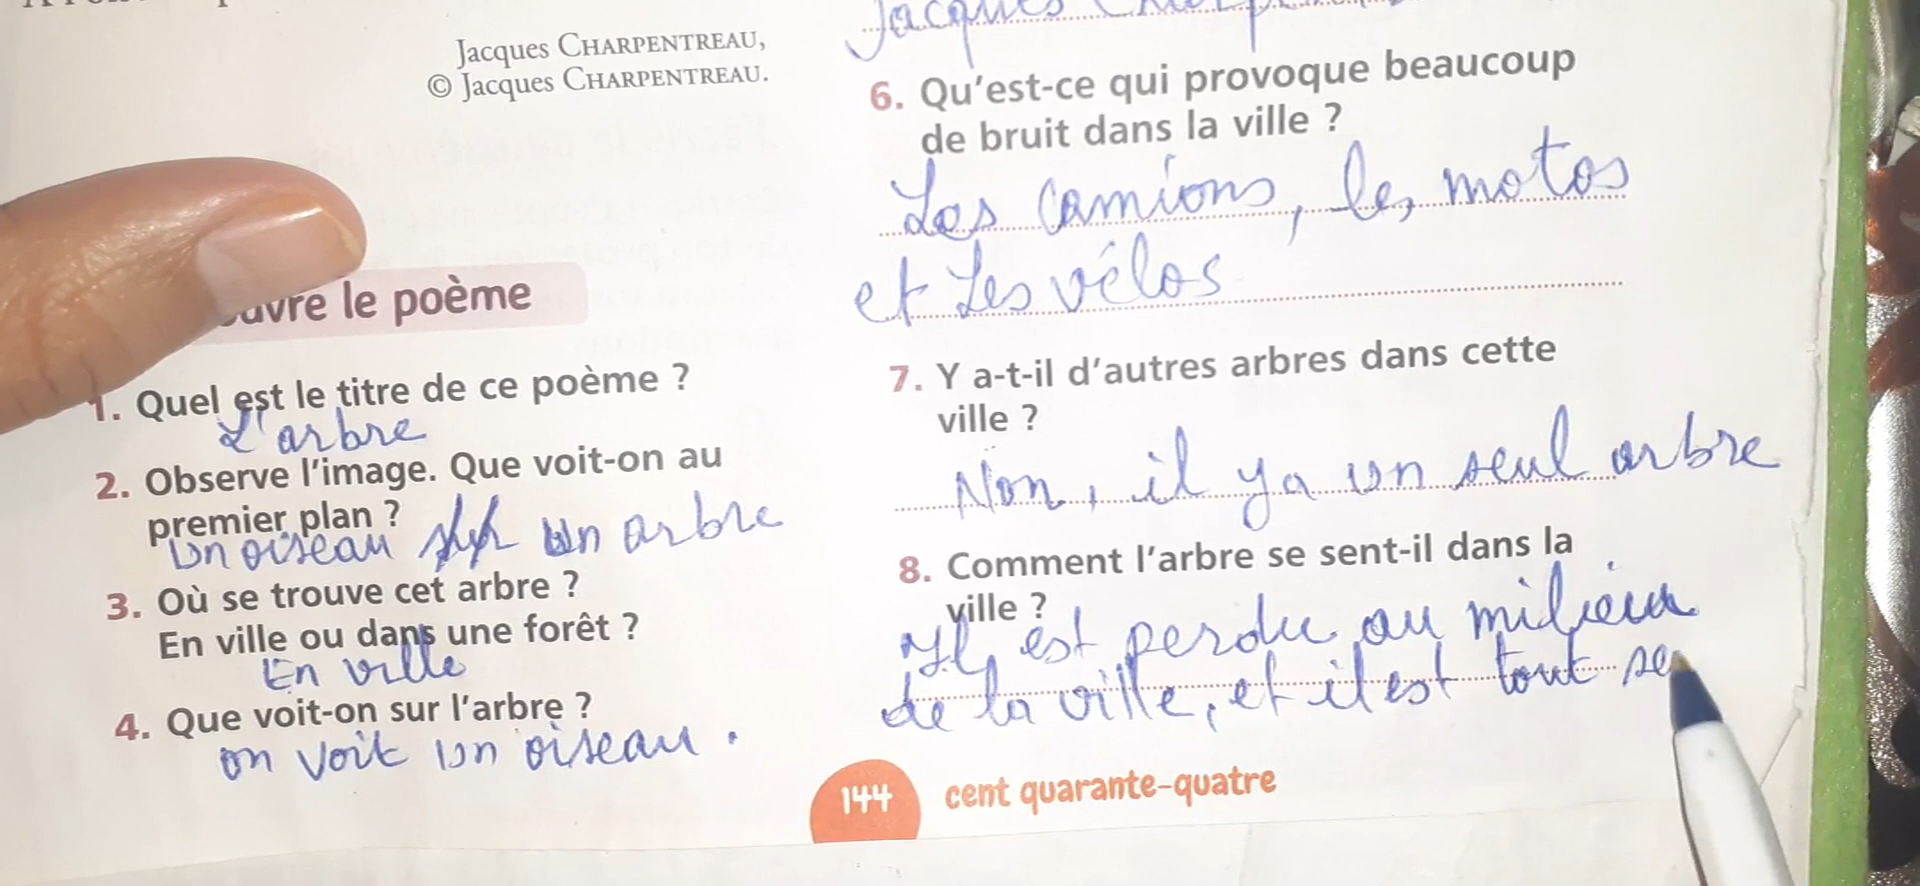 Jacques CHARPENTREAU,
© Jacques CHARPENTREAU.
le poème
1. Quel est le titre de ce poème ?
L'arbre
2. Observe l'image. Que voit-on au
premier plan ?
Un oiseau un arbre
3. Où se trouve cet arbre ?
En ville ou dans une forêt ?
En ville
4. Que voit-on sur l'arbre ?
on voit un oiseau.
Jacques
6. Qu'est-ce qui provoque beaucoup
de bruit dans la ville ?
Les camions, les motos
et Les vélos
7. Y a-t-il d'autres arbres dans cette
ville ?
Non, il y a un seul arbre
8. Comment l'arbre se sent-il dans la
ville ?
Il est perdu au milieu
de la ville, et il est tout se
144 cent quarante-quatre